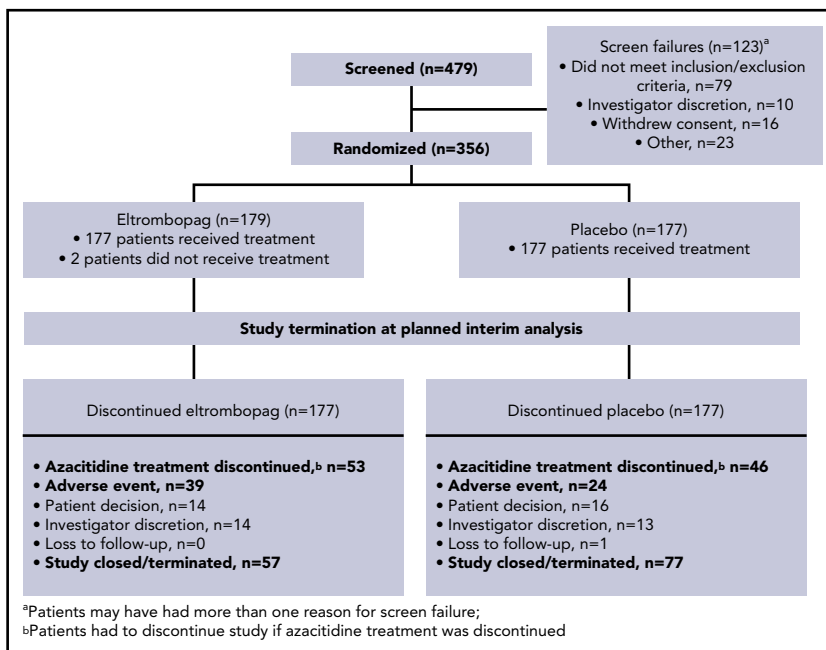 Screened (n=479)
Screen failures (n=123)ᵃ
• Did not meet inclusion/exclusion
criteria, n=79
• Investigator discretion, n=10
• Withdrew consent, n=16
• Other, n=23
Randomized (n=356)
Eltrombopag (n=179)
• 177 patients received treatment
• 2 patients did not receive treatment
Placebo (n=177)
• 177 patients received treatment
Study termination at planned interim analysis
Discontinued eltrombopag (n=177)
• Azacitidine treatment discontinued,ᵇ n=53
• Adverse event, n=39
• Patient decision, n=14
• Investigator discretion, n=14
• Loss to follow-up, n=0
• Study closed/terminated, n=57
Discontinued placebo (n=177)
• Azacitidine treatment discontinued,ᵇ n=46
• Adverse event, n=24
• Patient decision, n=16
• Investigator discretion, n=13
• Loss to follow-up, n=1
• Study closed/terminated, n=77
ᵃPatients may have had more than one reason for screen failure;
ᵇPatients had to discontinue study if azacitidine treatment was discontinued